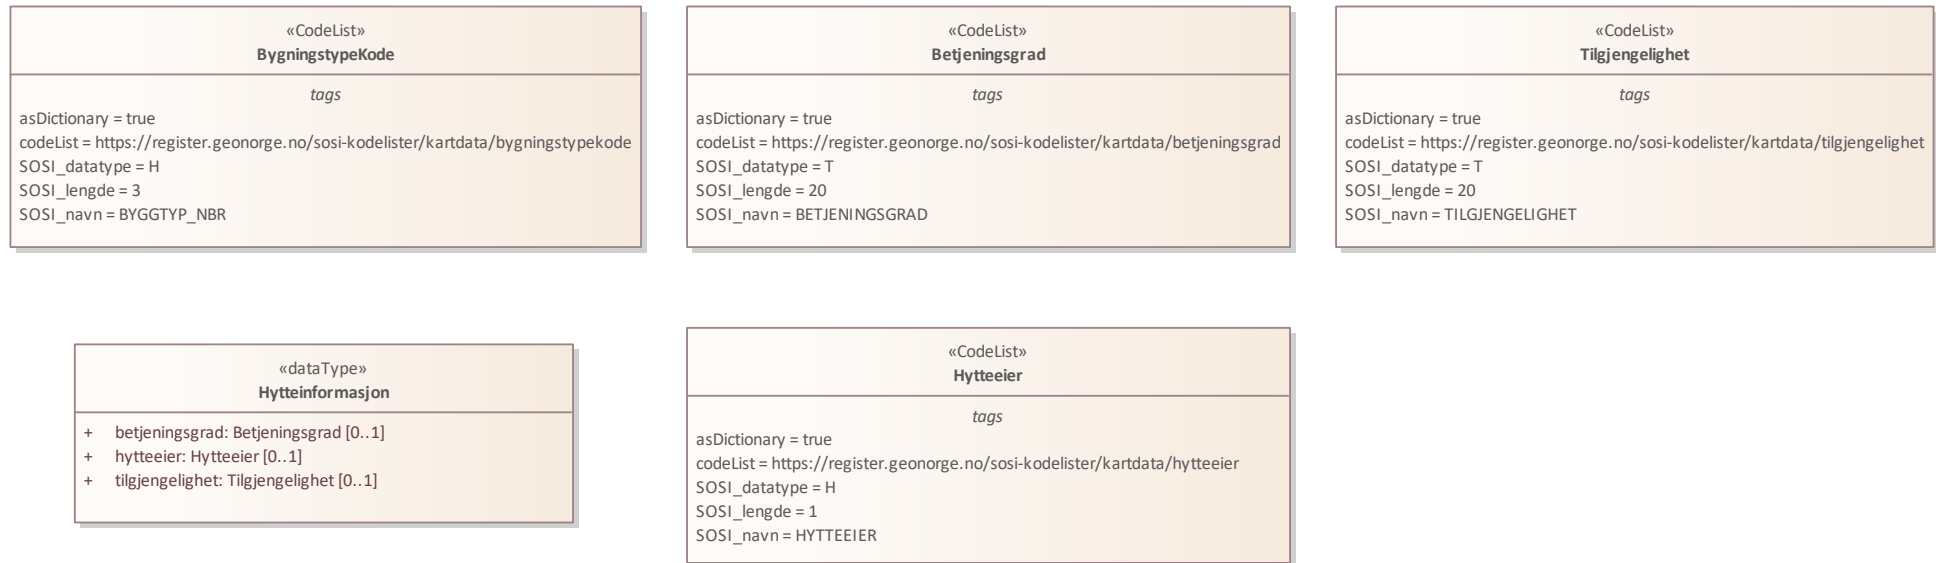 «CodeList»
BygningstypeKode
tags
asDictionary = true
codeList = https://register.geonorge.no/sosi-kodelister/kartdata/bygningstypekode
SOSI_datatype = H
SOSI_lengde = 3
SOSI_navn = BYGGTYP_NBR
«CodeList»
Betjeningsgrad
tags
asDictionary = true
codeList = https://register.geonorge.no/sosi-kodelister/kartdata/betjeningsgrad
SOSI_datatype = T
SOSI_lengde = 20
SOSI_navn = BETJENINGSGRAD
«CodeList»
Tilgjengelighet
tags
asDictionary = true
codeList = https://register.geonorge.no/sosi-kodelister/kartdata/tilgjengelighet
SOSI_datatype = T
SOSI_lengde = 20
SOSI_navn = TILGJENGELIGHET
«dataType»
Hytteinformasjon
+ betjeningsgrad: Betjeningsgrad [0..1]
+ hytteeier: Hytteeier [0..1]
+ tilgjengelighet: Tilgjengelighet [0..1]
«CodeList»
Hytteeier
tags
asDictionary = true
codeList = https://register.geonorge.no/sosi-kodelister/kartdata/hytteeier
SOSI_datatype = H
SOSI_lengde = 1
SOSI_navn = HYTTEEIER